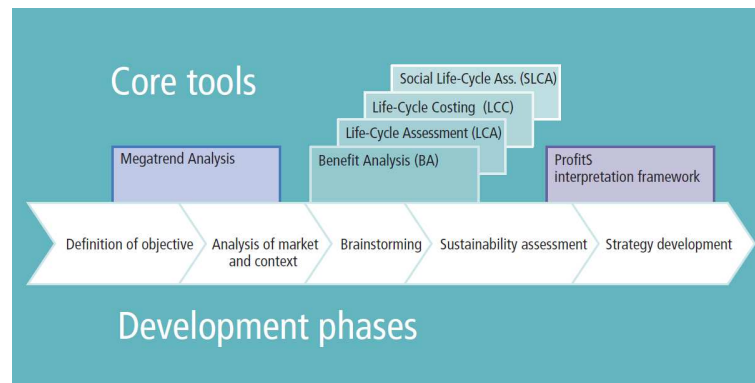 Core tools
Social Life-Cycle Ass. (SLCA)
Life-Cycle Costing (LCC)
Life-Cycle Assessment (LCA)
Megatrend Analysis
Benefit Analysis (BA)
ProfitS
interpretation framework
Definition of objective
Analysis of market
and context
Brainstorming
Sustainability assessment
Strategy development
Development phases